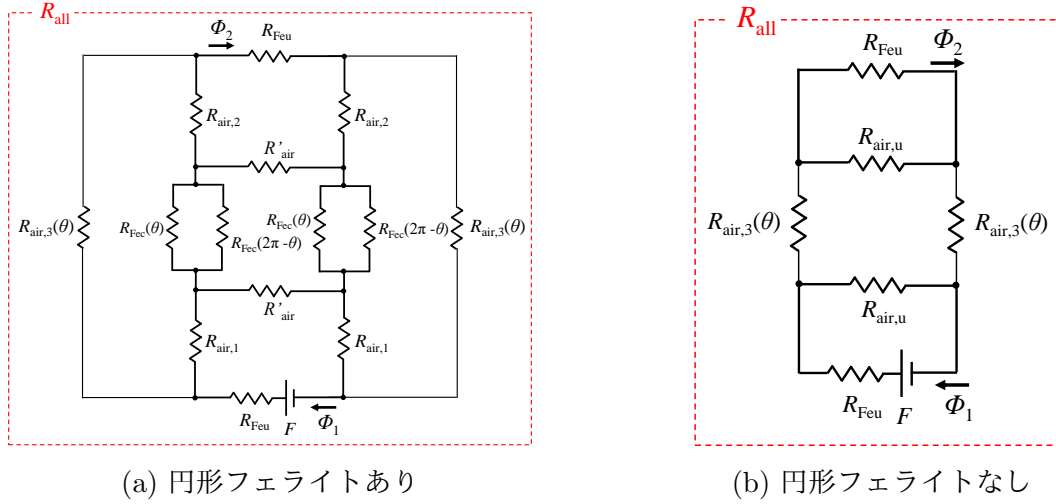 R_all
Φ_2
R_Feu
R_air,2
R_air,2
R'_air
R_air,3(θ)
R_Fec(θ)
R_Fec(2π -θ)
R_Fec(θ)
R_Fec(2π -θ)
R_air,3(θ)
R'_air
R_air,1
R_air,1
R_Feu
F
Φ_1
(a) 円形フェライトあり
R_all
Φ_2
R_Feu
R_air,u
R_air,3(θ)
R_air,3(θ)
R_air,u
R_Feu
F
Φ_1
(b) 円形フェライトなし